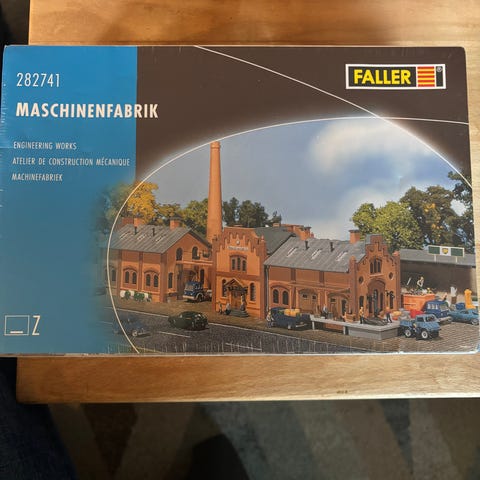 282741
FALLER
MASCHINENFABRIK
ENGINEERING WORKS
ATELIER DE CONSTRUCTION MÉCANIQUE
MACHINEFABRIEK
Z